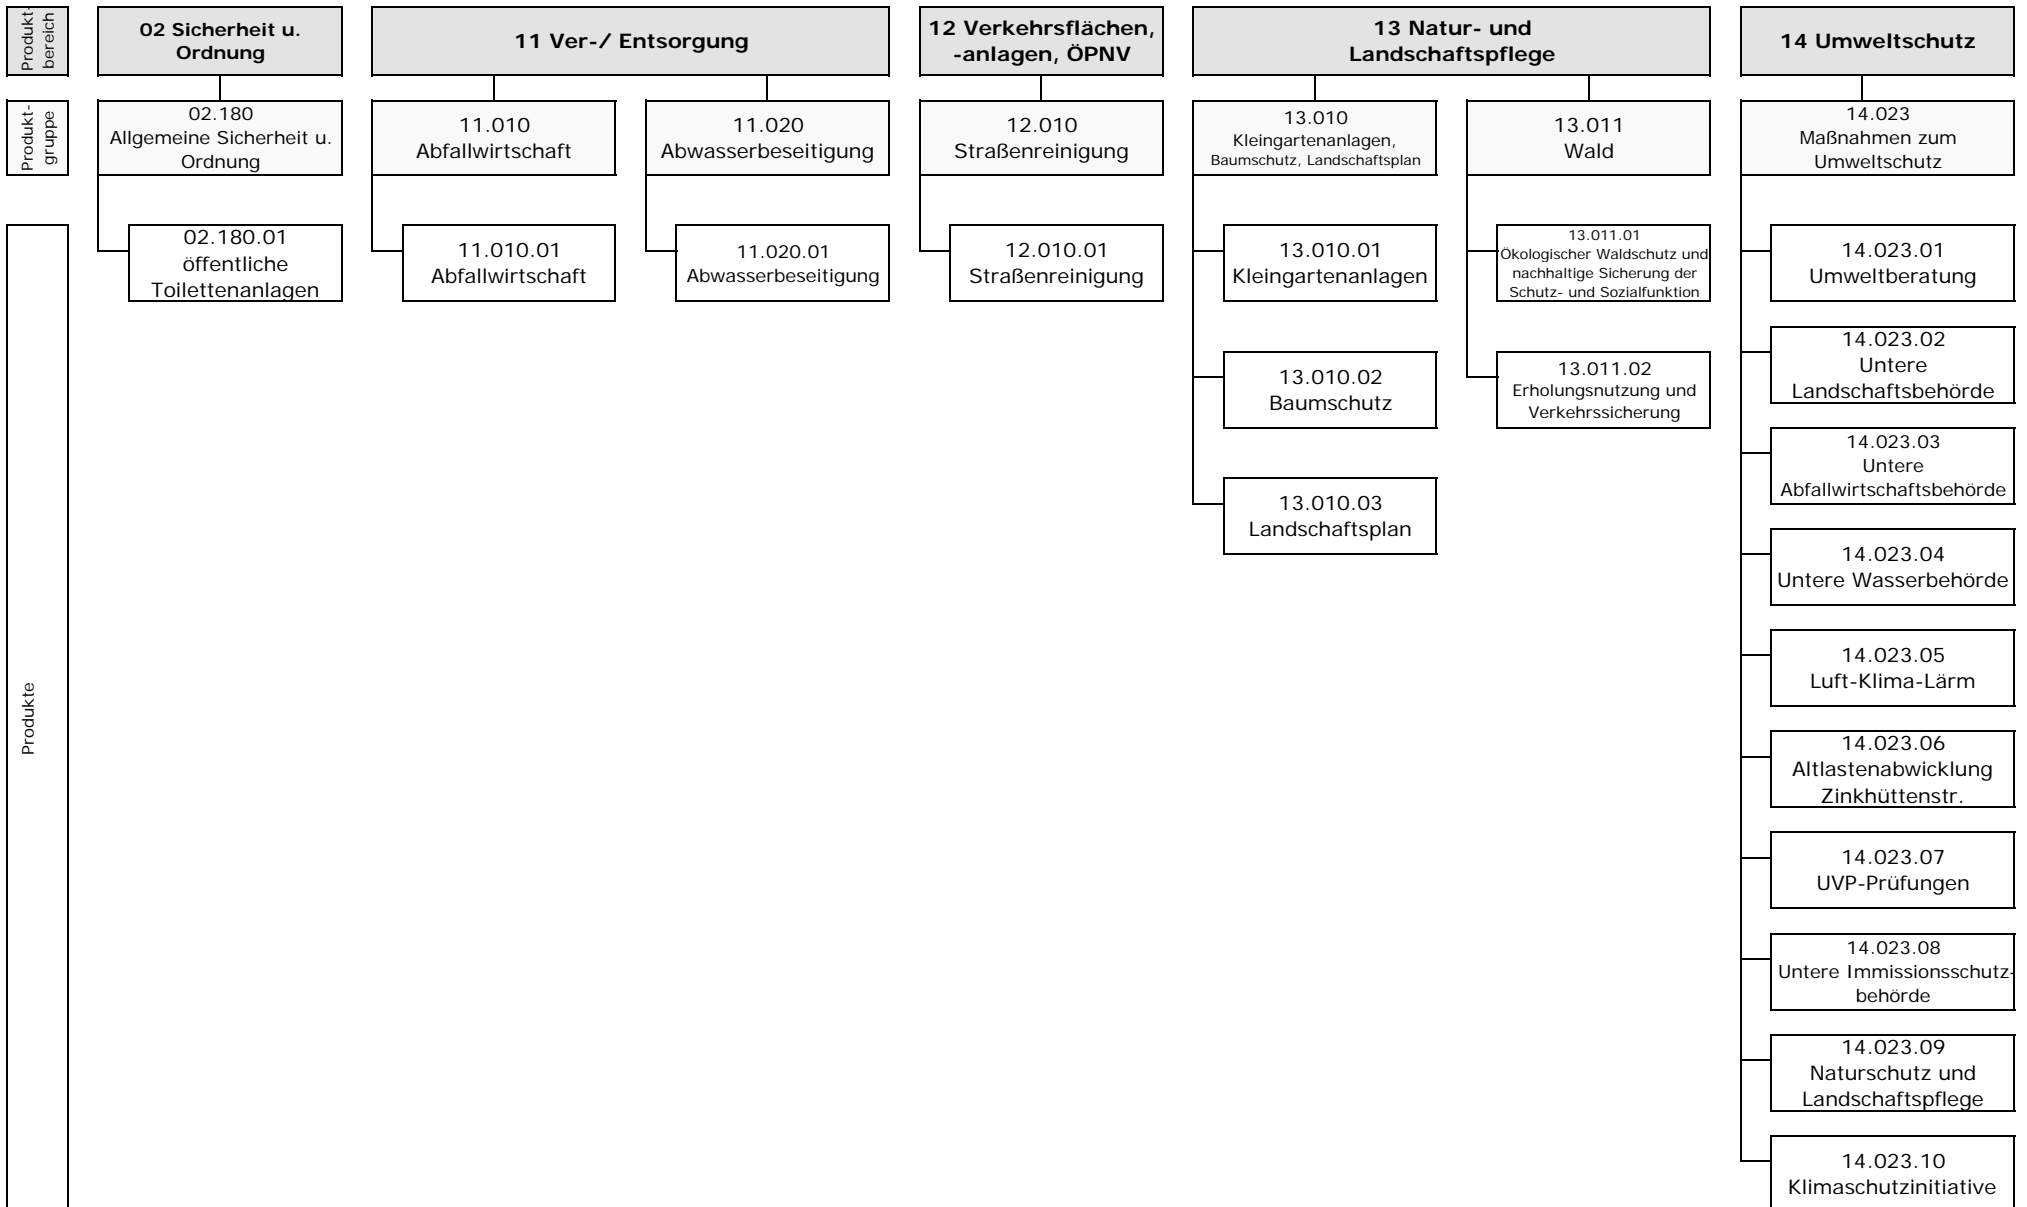 Produkt-
bereich
02 Sicherheit u.
Ordnung
11 Ver-/ Entsorgung
12 Verkehrsflächen,
-anlagen, ÖPNV
13 Natur- und
Landschaftspflege
14 Umweltschutz
Produkt-
gruppe
02.180
Allgemeine Sicherheit u.
Ordnung
11.010
Abfallwirtschaft
11.020
Abwasserbeseitigung
12.010
Straßenreinigung
13.010
Kleingartenanlagen,
Baumschutz, Landschaftsplan
13.011
Wald
14.023
Maßnahmen zum
Umweltschutz
Produkte
02.180.01
öffentliche
Toilettenanlagen
11.010.01
Abfallwirtschaft
11.020.01
Abwasserbeseitigung
12.010.01
Straßenreinigung
13.010.01
Kleingartenanlagen
13.010.02
Baumschutz
13.010.03
Landschaftsplan
13.011.01
Ökologischer Waldschutz und
nachhaltige Sicherung der
Schutz- und Sozialfunktion
13.011.02
Erholungsnutzung und
Verkehrssicherung
14.023.01
Umweltberatung
14.023.02
Untere
Landschaftsbehörde
14.023.03
Untere
Abfallwirtschaftsbehörde
14.023.04
Untere Wasserbehörde
14.023.05
Luft-Klima-Lärm
14.023.06
Altlastenabwicklung
Zinkhüttenstr.
14.023.07
UVP-Prüfungen
14.023.08
Untere Immissionsschutz-
behörde
14.023.09
Naturschutz und
Landschaftspflege
14.023.10
Klimaschutzinitiative